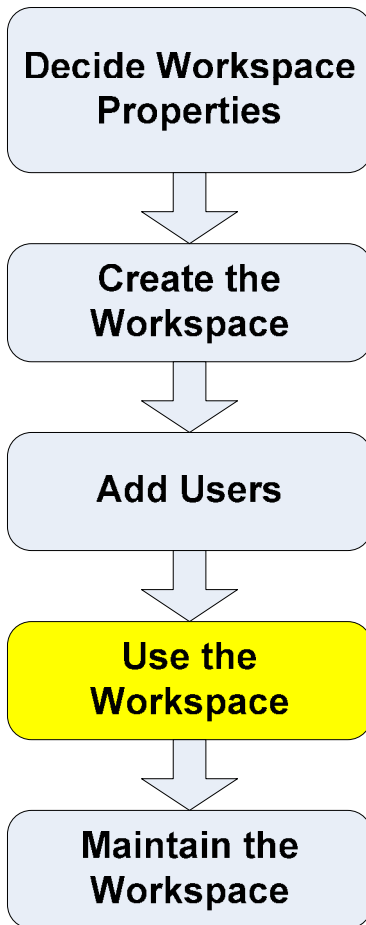 Decide Workspace
Properties
Create the
Workspace
Add Users
Use the
Workspace
Maintain the
Workspace